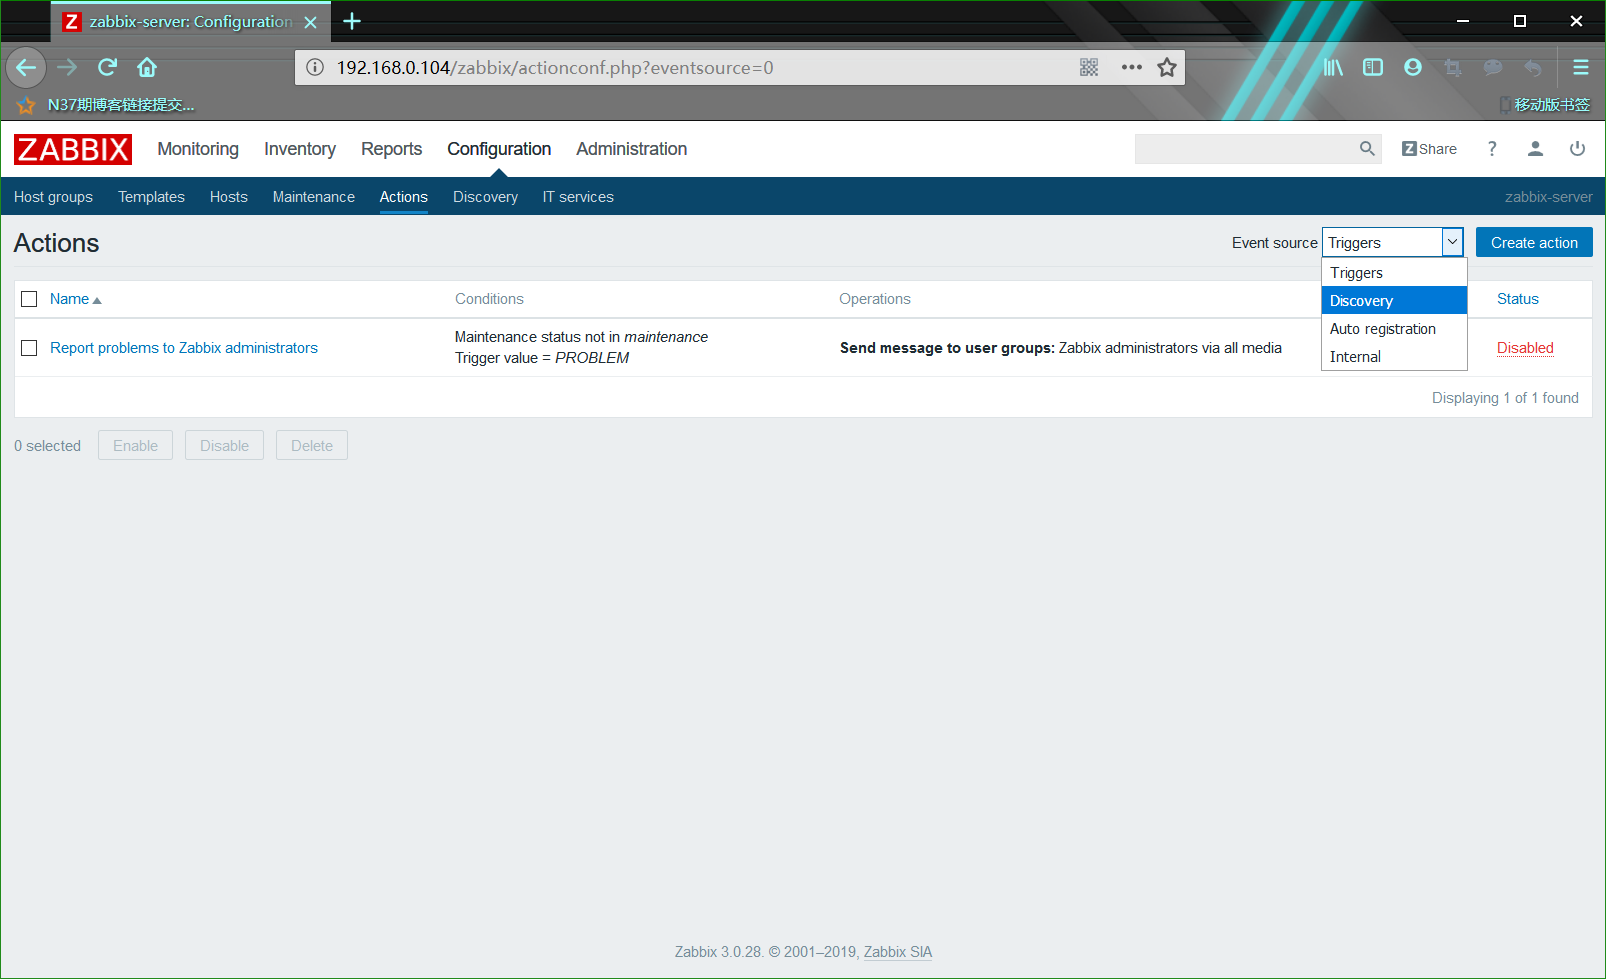 zabbix-server: Configuration
192.168.0.104/zabbix/actionconf.php?eventsource=0
N37期博客链接提交...
移动版书签
ZABBIX Monitoring Inventory Reports Configuration Administration Z Share ?
Host groups Templates Hosts Maintenance Actions Discovery IT services zabbix-server
Actions Event source Triggers Create action
Triggers
Discovery
Auto registration
Internal
Name Conditions Operations Status
Report problems to Zabbix administrators
Maintenance status not in maintenance
Trigger value = PROBLEM
Send message to user groups: Zabbix administrators via all media
Disabled
Displaying 1 of 1 found
0 selected Enable Disable Delete
Zabbix 3.0.28. © 2001–2019, Zabbix SIA